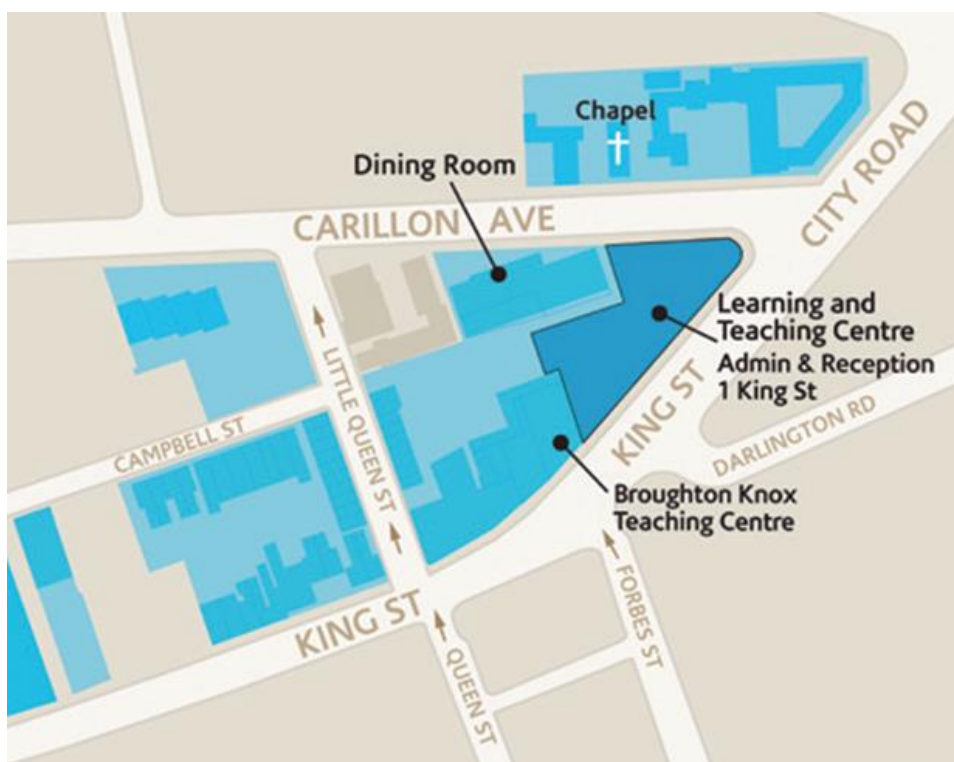 Chapel
Dining Room
CARILLON AVE
CITY ROAD
Learning and
Teaching Centre
Admin & Reception
1 King St
LITTLE QUEEN ST
KING ST
DARLINGTON RD
CAMPBELL ST
Broughton Knox
Teaching Centre
KING ST
FORBES ST
QUEEN ST